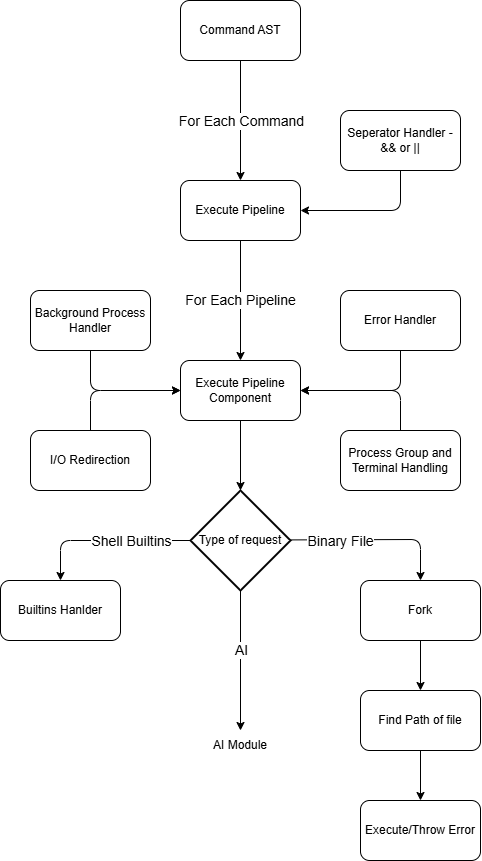 Command AST
For Each Command
Seperator Handler -
&& or ||
Execute Pipeline
For Each Pipeline
Background Process
Handler
Error Handler
Execute Pipeline
Component
I/O Redirection
Process Group and
Terminal Handling
Type of request
Shell Builtins
Binary File
Builtins Hanlder
Fork
AI
Find Path of file
AI Module
Execute/Throw Error